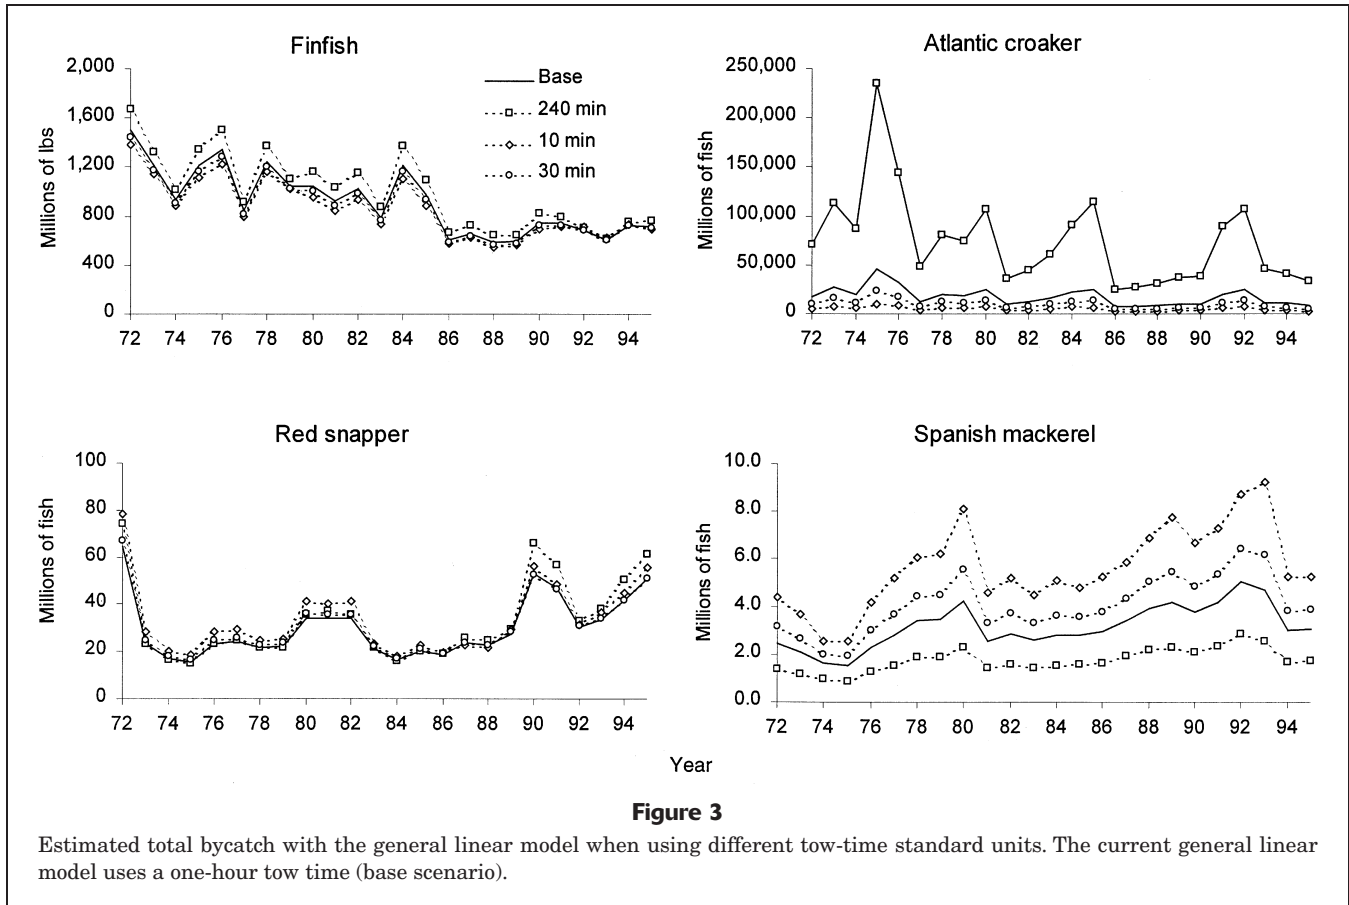 Finfish
2,000
1,600
1,200
800
400
0
Millions of lbs
72 74 76 78 80 82 84 86 88 90 92 94
Base
240 min
10 min
30 min
Atlantic croaker
250,000
200,000
150,000
100,000
50,000
0
Millions of fish
72 74 76 78 80 82 84 86 88 90 92 94
Red snapper
100
80
60
40
20
0
Millions of fish
72 74 76 78 80 82 84 86 88 90 92 94
Spanish mackerel
10.0
8.0
6.0
4.0
2.0
0.0
Millions of fish
72 74 76 78 80 82 84 86 88 90 92 94
Year
Figure 3
Estimated total bycatch with the general linear model when using different tow-time standard units. The current general linear
model uses a one-hour tow time (base scenario).